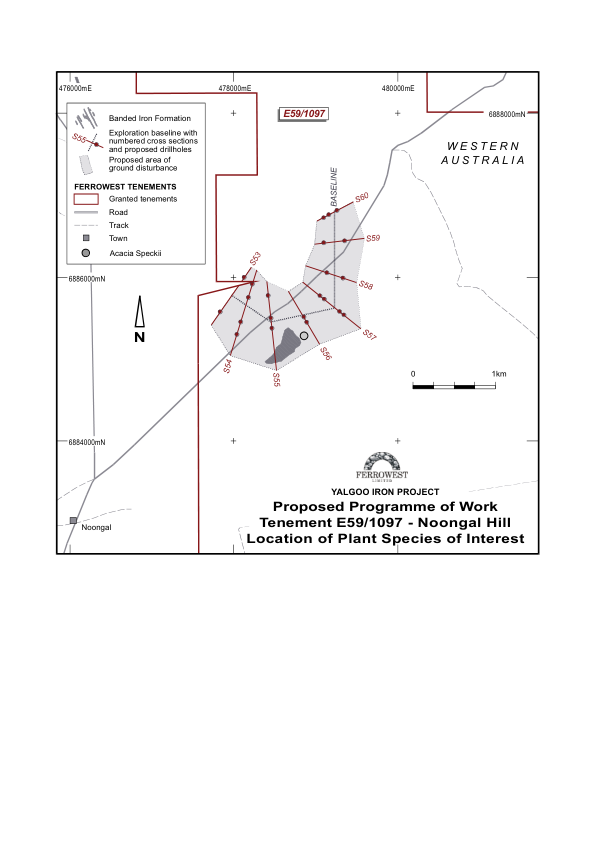 476000mE
478000mE
480000mE
E59/1097
6888000mN
Banded Iron Formation
S55
Exploration baseline with
numbered cross sections
and proposed drillholes
Proposed area of
ground disturbance
FERROWEST TENEMENTS
Granted tenements
Road
Track
Town
Acacia Speckii
WESTERN
AUSTRALIA
BASELINE
S60
S59
S53
S58
6886000mN
N
S57
S56
S54
S55
0
1km
6884000mN
FERROWEST
LIMITED
YALGOO IRON PROJECT
Proposed Programme of Work
Tenement E59/1097 - Noongal Hill
Location of Plant Species of Interest
Noongal